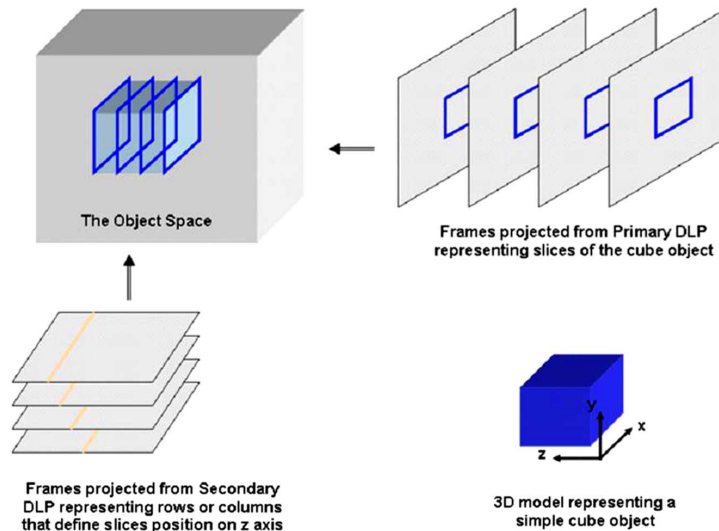 The Object Space
Frames projected from Primary DLP
representing slices of the cube object
Frames projected from Secondary
DLP representing rows or columns
that define slices position on z axis
y
x
z
3D model representing a
simple cube object